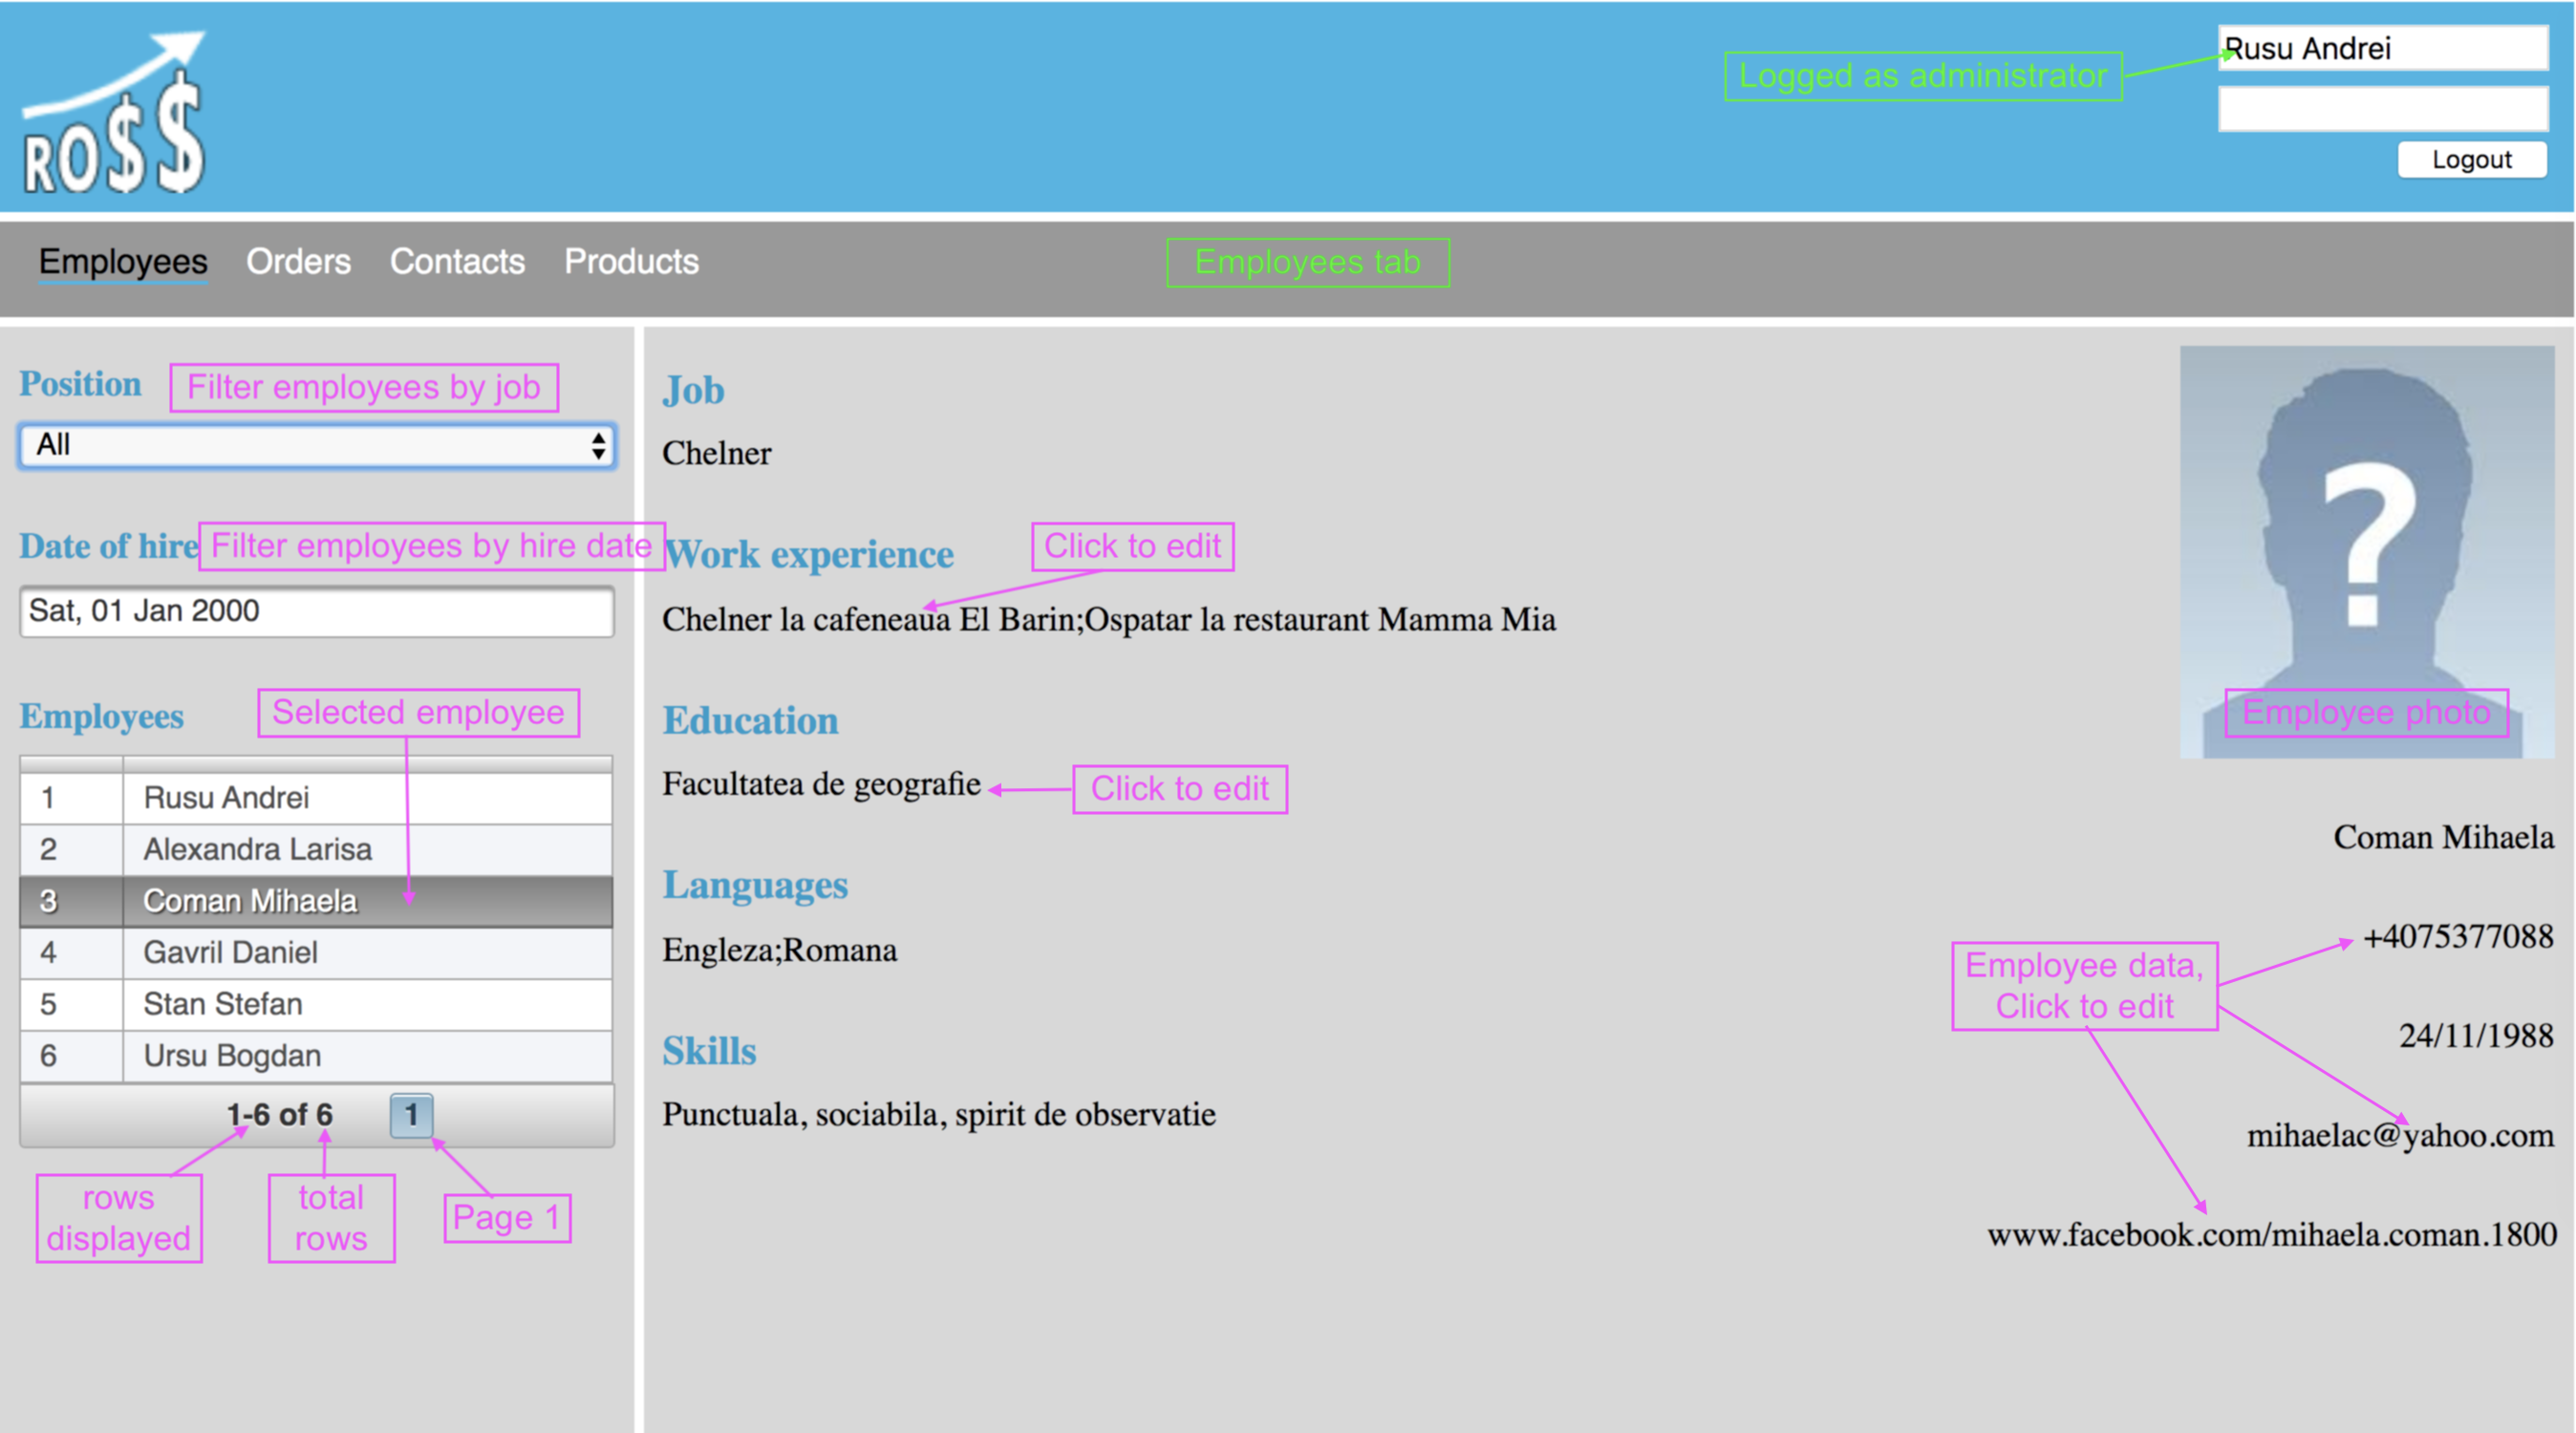 RO$$
Logged as administrator
Rusu Andrei
Logout
Employees Orders Contacts Products
Employees tab
Position
Filter employees by job
All
Date of hire
Filter employees by hire date
Sat, 01 Jan 2000
Employees
Selected employee
1 Rusu Andrei
2 Alexandra Larisa
3 Coman Mihaela
4 Gavril Daniel
5 Stan Stefan
6 Ursu Bogdan
1-6 of 6 1
rows
displayed
total
rows
Page 1
Job
Chelner
Work experience
Click to edit
Chelner la cafeneaua El Barin;Ospatar la restaurant Mamma Mia
Education
Facultatea de geografie
Click to edit
Languages
Engleza;Romana
Skills
Punctuala, sociabila, spirit de observatie
?
Employee photo
Coman Mihaela
+4075377088
Employee data,
Click to edit
24/11/1988
mihaelac@yahoo.com
www.facebook.com/mihaela.coman.1800